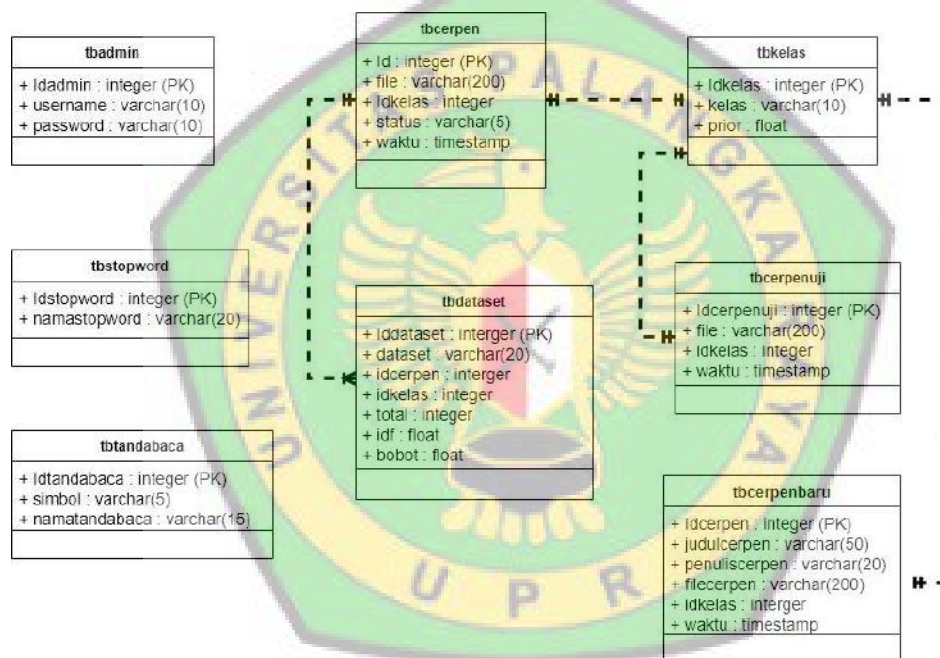 tbadmin
+ Idadmin : integer (PK)
+ username : varchar(10)
+ password : varchar(10)
tbcerpen
+ Id : integer (PK)
+ file : varchar(200)
+ Idkelas : integer
+ status : varchar(5)
+ waktu : timestamp
tbkelas
+ Idkelas : integer (PK)
+ kelas : varchar(10)
+ prior : float
tbstopword
+ Idstopword : integer (PK)
+ namastopword : varchar(20)
tbdataset
+ Iddataset : interger (PK)
+ dataset : varchar(20)
+ idcerpen : interger
+ idkelas : integer
+ total : integer
+ idf : float
+ bobot : float
tbcerpenuji
+ Idcerpenuji : integer (PK)
+ file : varchar(200)
+ idkelas : integer
+ waktu : timestamp
tbtandabaca
+ Idtandabaca : integer (PK)
+ simbol : varchar(5)
+ namatandabaca : varchar(15)
tbcerpenbaru
+ Idcerpen : integer (PK)
+ judulcerpen : varchar(50)
+ penuliscerpen : varchar(20)
+ filecerpen : varchar(200)
+ idkelas : interger
+ waktu : timestamp
UNIVERSITAS PALANGKA RAYA
UPR